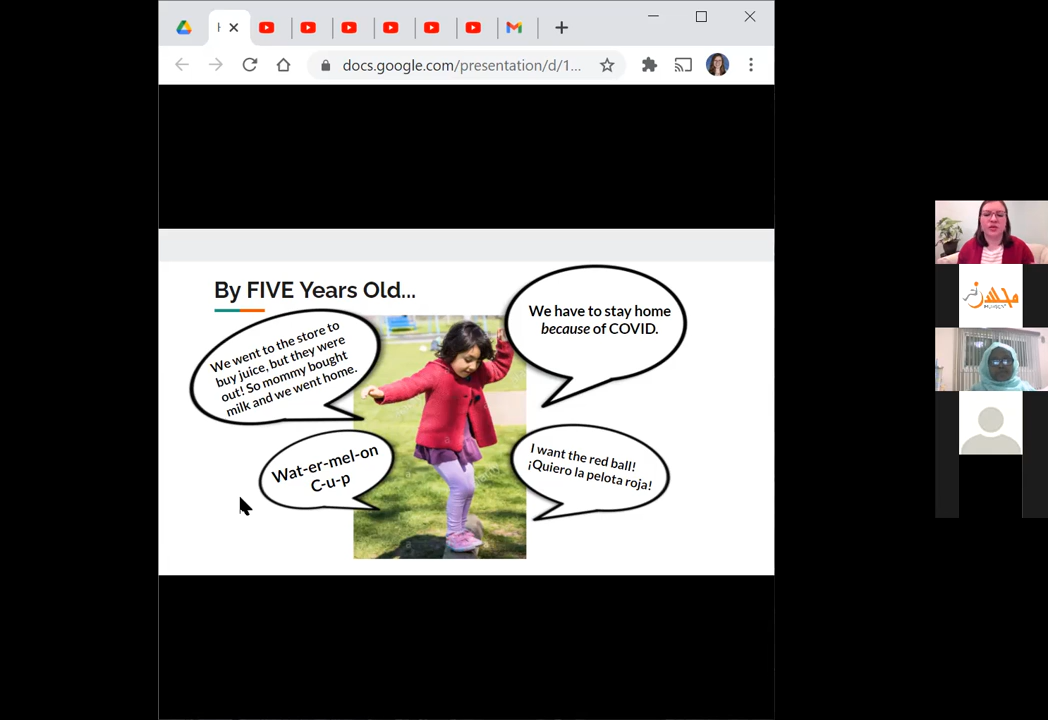 docs.google.com/presentation/d/1...
By FIVE Years Old...
We went to the store to
buy juice, but they were
out! So mommy bought
milk and we went home.
We have to stay home
because of COVID.
Wat-er-mel-on
C-u-p
I want the red ball!
¡Quiero la pelota roja!